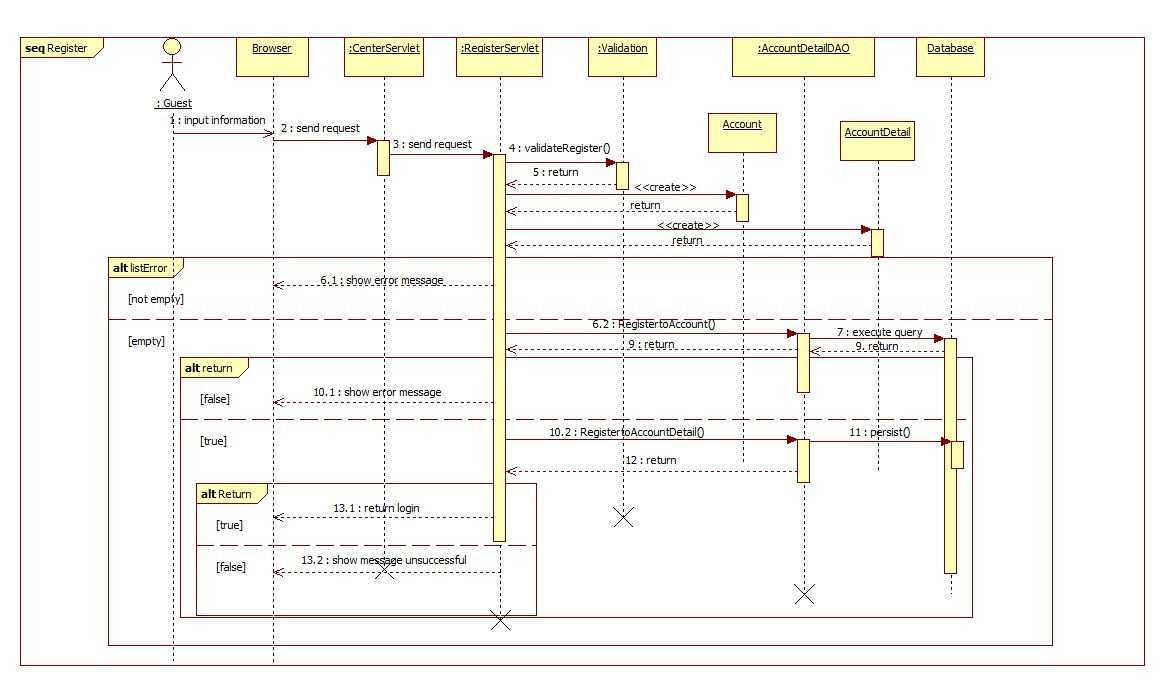 seq Register
Browser
:CenterServlet
:RegisterServlet
:Validation
:AccountDetailDAO
Database
: Guest
Account
AccountDetail
1 : input information
2 : send request
3 : send request
4 : validateRegister()
5 : return
<<create>>
return
<<create>>
return
alt listError
6.1 : show error message
[not empty]
6.2 : RegistertoAccount()
7 : execute query
[empty]
9 : return
9. return
alt return
10.1 : show error message
[false]
10.2 : RegistertoAccountDetail()
11 : persist()
[true]
12 : return
alt Return
13.1 : return login
[true]
13.2 : show message unsuccessful
[false]